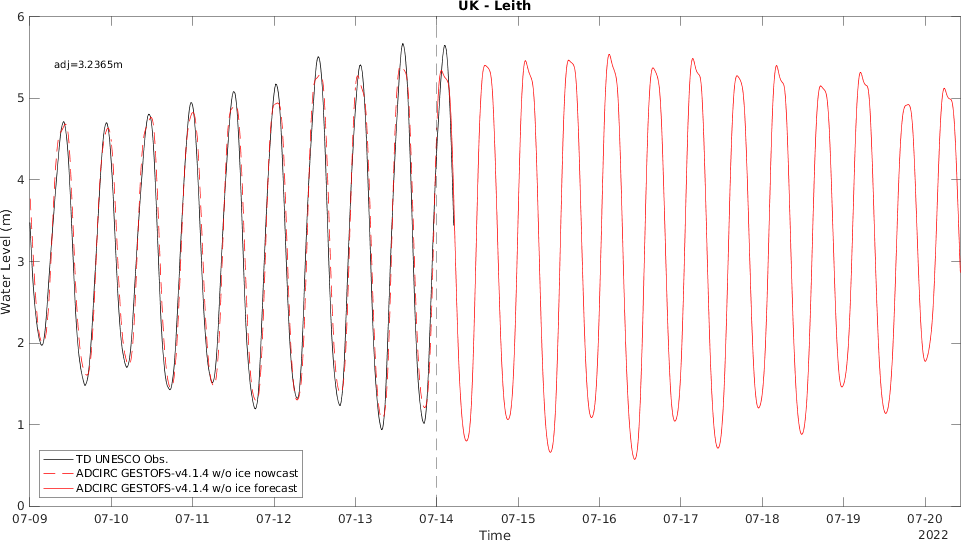 UK - Leith
6
adj=3.2365m
5
4
3
2
1
0
Water Level (m)
TD UNESCO Obs.
ADCIRC GESTOFS-v4.1.4 w/o ice nowcast
ADCIRC GESTOFS-v4.1.4 w/o ice forecast
07-09 07-10 07-11 07-12 07-13 07-14 07-15 07-16 07-17 07-18 07-19 07-20
Time 2022